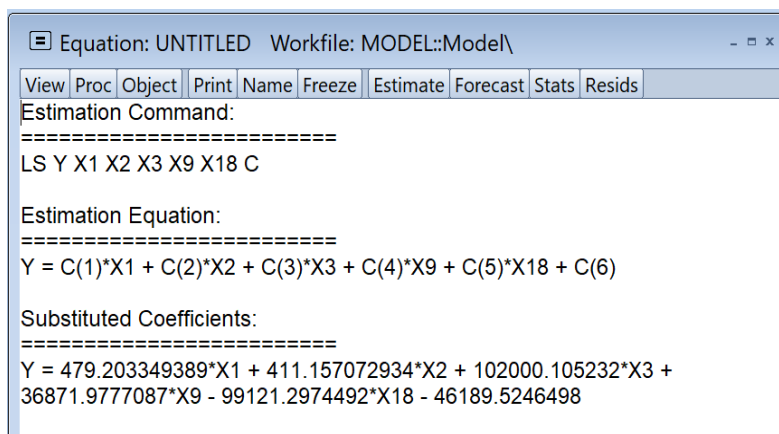 Equation: UNTITLED Workfile: MODEL::Model\
View Proc Object Print Name Freeze Estimate Forecast Stats Resids
Estimation Command:
=========================
LS Y X1 X2 X3 X9 X18 C
Estimation Equation:
=========================
Y = C(1)*X1 + C(2)*X2 + C(3)*X3 + C(4)*X9 + C(5)*X18 + C(6)
Substituted Coefficients:
=========================
Y = 479.203349389*X1 + 411.157072934*X2 + 102000.105232*X3 +
36871.9777087*X9 - 99121.2974492*X18 - 46189.5246498